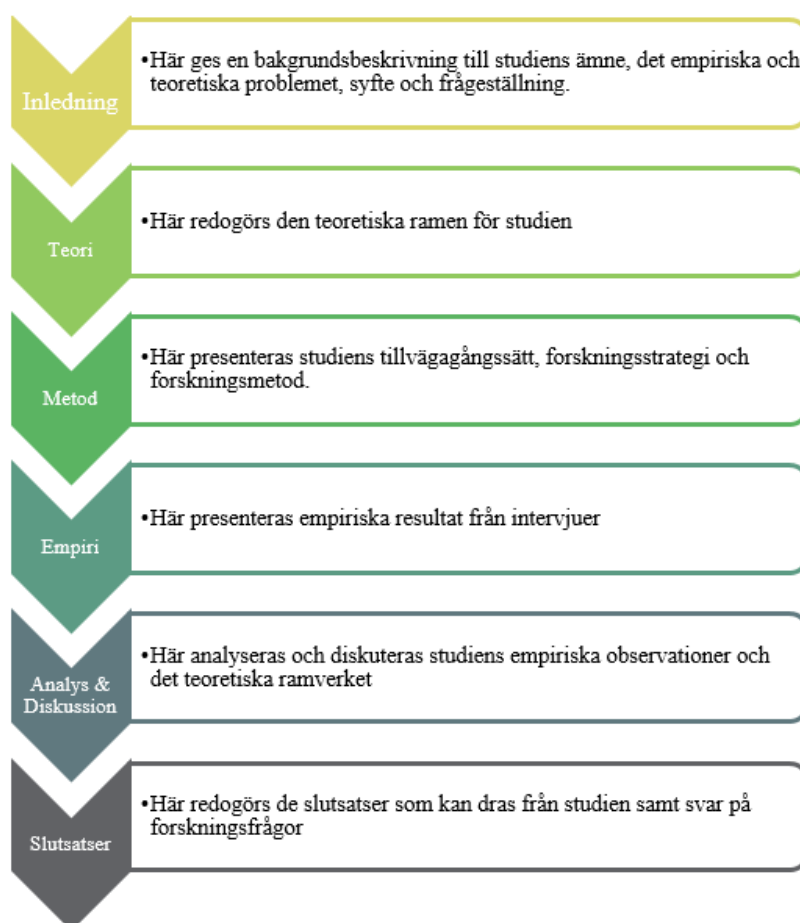 Inledning
•Här ges en bakgrundsbeskrivning till studiens ämne, det empiriska och
teoretiska problemet, syfte och frågeställning.
Teori
•Här redogörs den teoretiska ramen för studien
Metod
•Här presenteras studiens tillvägagångssätt, forskningsstrategi och
forskningsmetod.
Empiri
•Här presenteras empiriska resultat från intervjuer
Analys &
Diskussion
•Här analyseras och diskuteras studiens empiriska observationer och
det teoretiska ramverket
Slutsatser
•Här redogörs de slutsatser som kan dras från studien samt svar på
forskningsfrågor